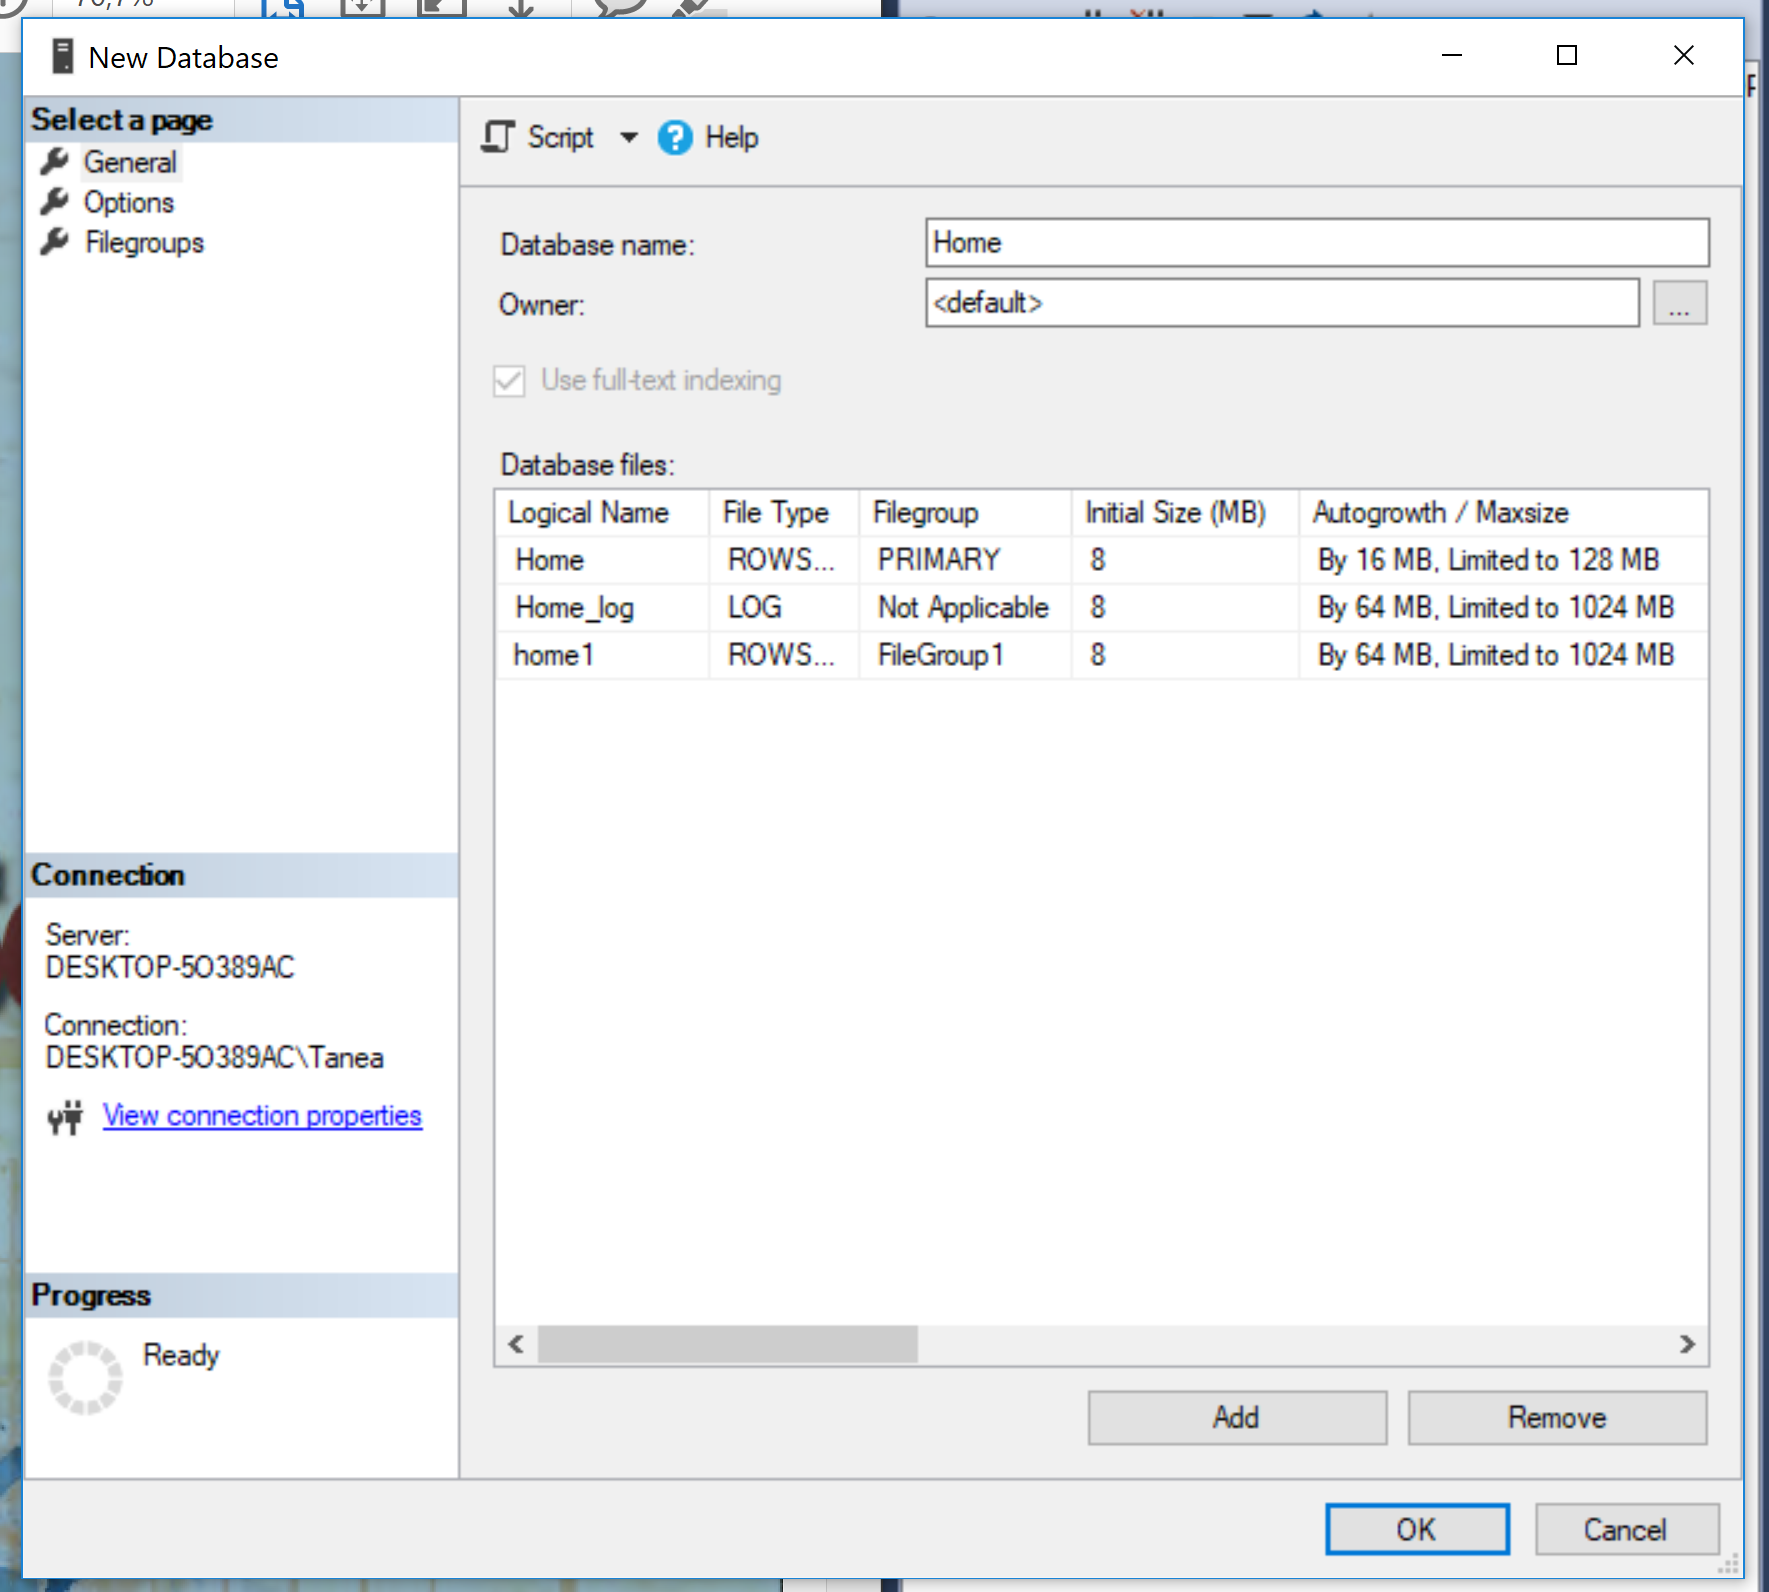 New Database
Select a page
General
Options
Filegroups
Script
Help
Database name:
Home
Owner:
<default>
...
Use full-text indexing
Database files:
Logical Name File Type Filegroup Initial Size (MB) Autogrowth / Maxsize
Home ROWS... PRIMARY 8 By 16 MB, Limited to 128 MB
Home_log LOG Not Applicable 8 By 64 MB, Limited to 1024 MB
home1 ROWS... FileGroup1 8 By 64 MB, Limited to 1024 MB
Connection
Server:
DESKTOP-5O389AC
Connection:
DESKTOP-5O389AC\Tanea
View connection properties
Progress
Ready
Add
Remove
OK
Cancel